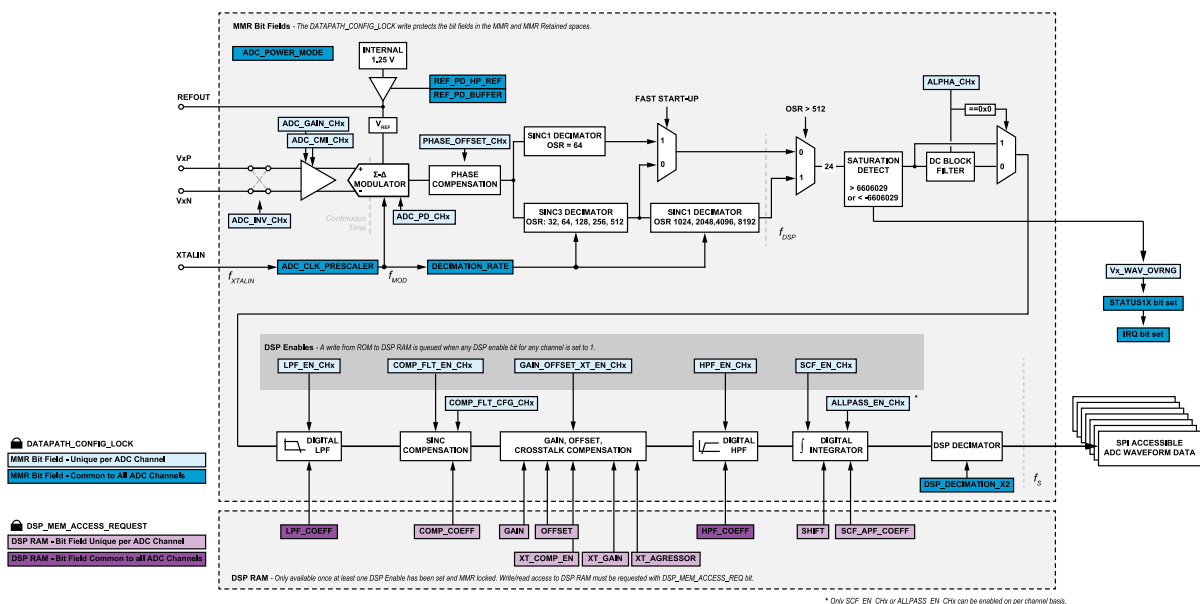 MMR Bit Fields - The DATAPATH_CONFIG_LOCK write protects the bit fields in the MMR and MMR Retained spaces.
ADC_POWER_MODE
INTERNAL
1.25 V
REF_PD_HP_REF
REF_PD_BUFFER
REFOUT
VREF
ADC_GAIN_CHx
ADC_CMI_CHx
VxP
VxN
ADC_INV_CHx
+
-
Σ-Δ
MODULATOR
Continuous
Time
ADC_PD_CHx
PHASE_OFFSET_CHx
PHASE
COMPENSATION
SINC1 DECIMATOR
OSR = 64
SINC3 DECIMATOR
OSR: 32, 64, 128, 256, 512
FAST START-UP
1
0
SINC1 DECIMATOR
OSR 1024, 2048,4096, 8192
fDSP
OSR > 512
0
1
24
SATURATION
DETECT
> 6606029
or < -6606029
ALPHA_CHx
==0x0
DC BLOCK
FILTER
1
0
XTALIN
fXTALIN
ADC_CLK_PRESCALER
fMOD
DECIMATION_RATE
Vx_WAV_OVRNG
STATUS1X bit set
IRQ bit set
DSP Enables - A write from ROM to DSP RAM is queued when any DSP enable bit for any channel is set to 1.
LPF_EN_CHx
COMP_FLT_EN_CHx
GAIN_OFFSET_XT_EN_CHx
HPF_EN_CHx
SCF_EN_CHx
COMP_FLT_CFG_CHx
ALLPASS_EN_CHx
*
DIGITAL
LPF
SINC
COMPENSATION
GAIN, OFFSET,
CROSSTALK COMPENSATION
DIGITAL
HPF
∫
DIGITAL
INTEGRATOR
DSP DECIMATOR
DSP_DECIMATION_X2
fS
SPI ACCESSIBLE
ADC WAVEFORM DATA
DATAPATH_CONFIG_LOCK
MMR Bit Field - Unique per ADC Channel
MMR Bit Field - Common to All ADC Channels
DSP_MEM_ACCESS_REQUEST
DSP RAM - Bit Field Unique per ADC Channel
DSP RAM - Bit Field Common to all ADC Channels
LPF_COEFF
COMP_COEFF
GAIN
OFFSET
HPF_COEFF
SHIFT
SCF_APF_COEFF
XT_COMP_EN
XT_GAIN
XT_AGRESSOR
DSP RAM - Only available once at least one DSP Enable has been set and MMR locked. Write/read access to DSP RAM must be requested with DSP_MEM_ACCESS_REQ bit.
* Only SCF_EN_CHx or ALLPASS_EN_CHx can be enabled on per channel basis.